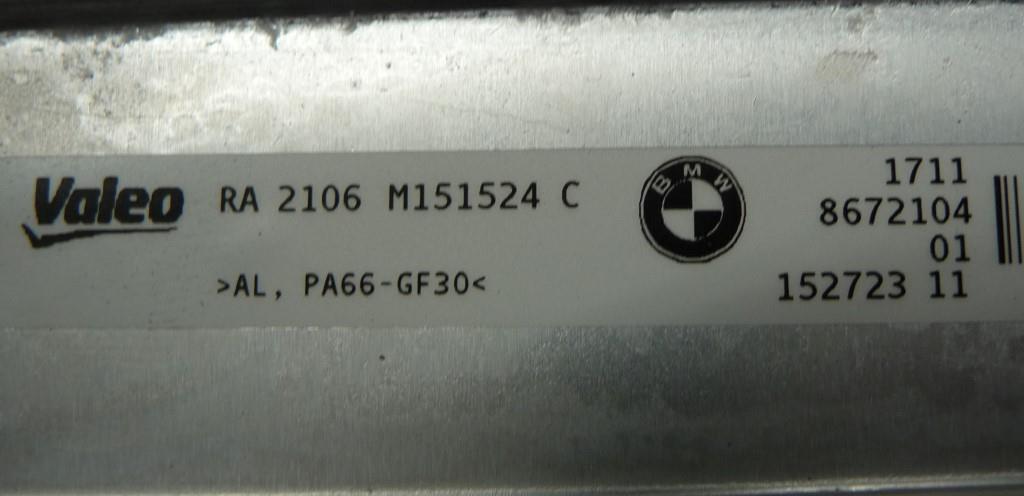 Valeo RA 2106 M151524 C
>AL, PA66-GF30<
BMW
1711
8672104
01
152723 11